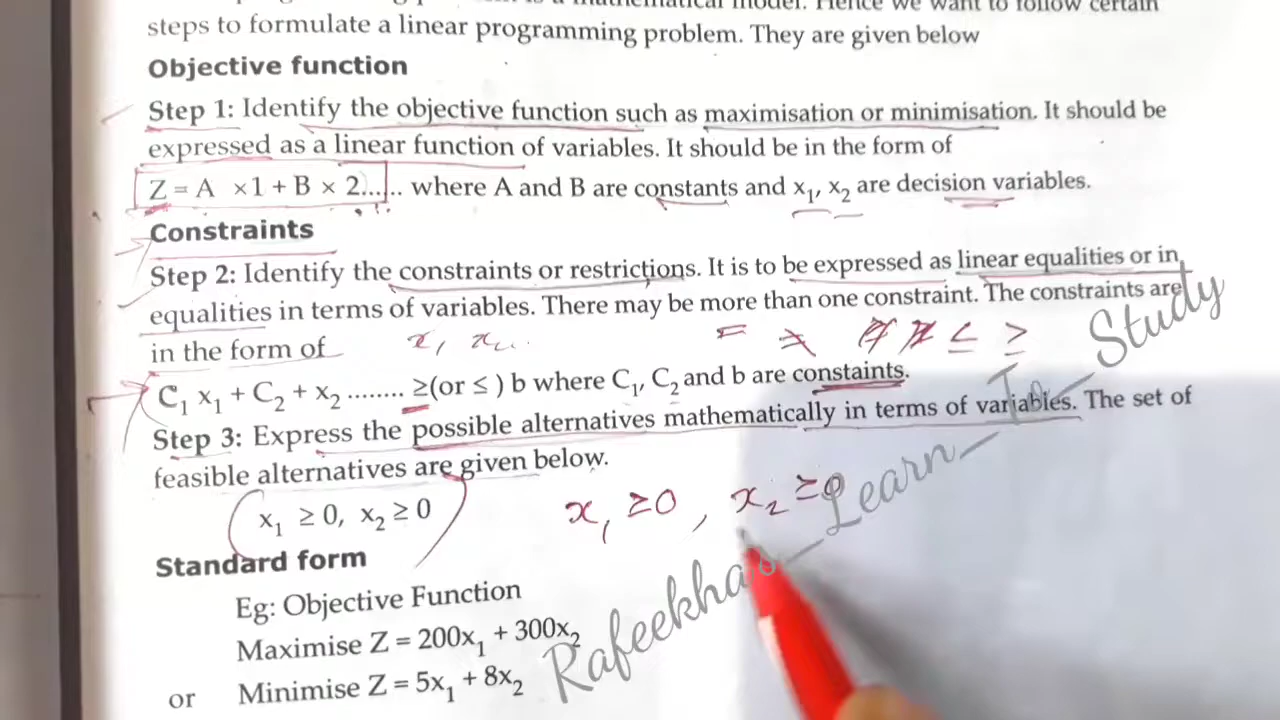 steps to formulate a linear programming problem. They are given below
Objective function
Step 1: Identify the objective function such as maximisation or minimisation. It should be
expressed as a linear function of variables. It should be in the form of
Z = A ×1 + B × 2...... where A and B are constants and x₁, x₂ are decision variables.
Constraints
Step 2: Identify the constraints or restrictions. It is to be expressed as linear equalities or in
equalities in terms of variables. There may be more than one constraint. The constraints are
in the form of x₁ x₂.. = ≠ ≤ ≥
C₁ x₁ + C₂ + x₂ ........ ≥(or ≤ ) b where C₁, C₂ and b are constaints.
Step 3: Express the possible alternatives mathematically in terms of variables. The set of
feasible alternatives are given below.
x₁ ≥ 0, x₂ ≥ 0 x₁ ≥0, x₂ ≥0
Standard form
Eg: Objective Function
Maximise Z = 200x₁ + 300x₂
or Minimise Z = 5x₁ + 8x₂
Rafeekhas_Learn_To_Study